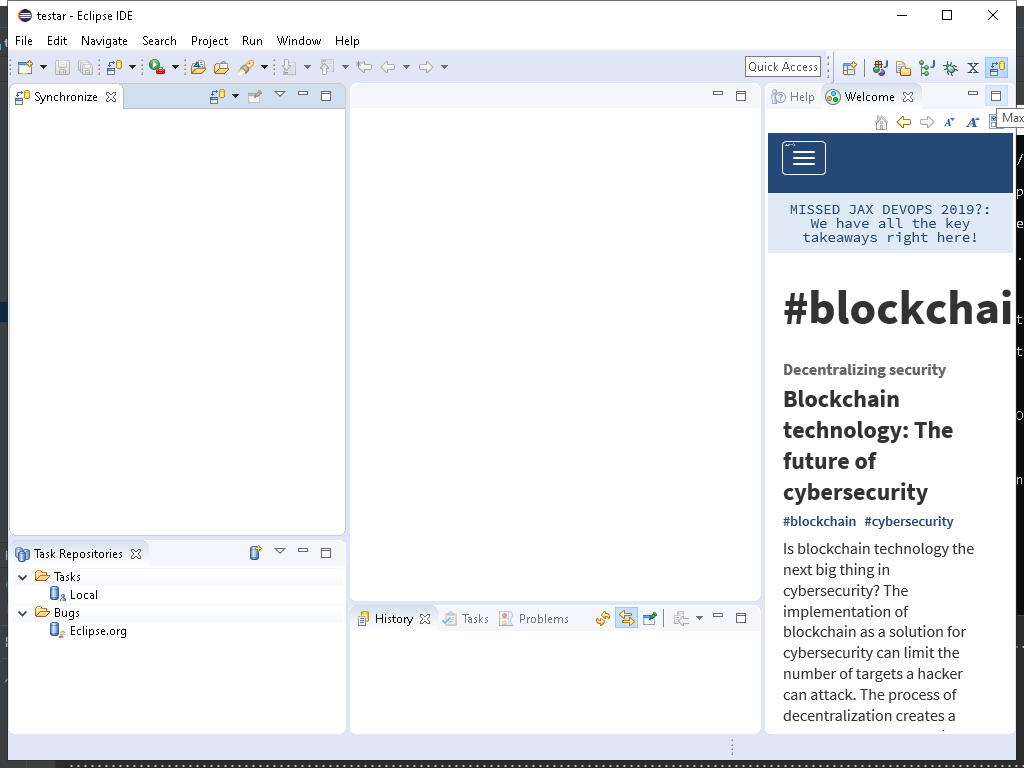 testar - Eclipse IDE
File Edit Navigate Search Project Run Window Help
Quick Access
Synchronize
Help Welcome
Max
MISSED JAX DEVOPS 2019?:
We have all the key
takeaways right here!
#blockchai
Decentralizing security
Blockchain
technology: The
future of
cybersecurity
#blockchain #cybersecurity
Is blockchain technology the
next big thing in
cybersecurity? The
implementation of
blockchain as a solution for
cybersecurity can limit the
number of targets a hacker
can attack. The process of
decentralization creates a
Task Repositories
Tasks
Local
Bugs
Eclipse.org
History Tasks Problems